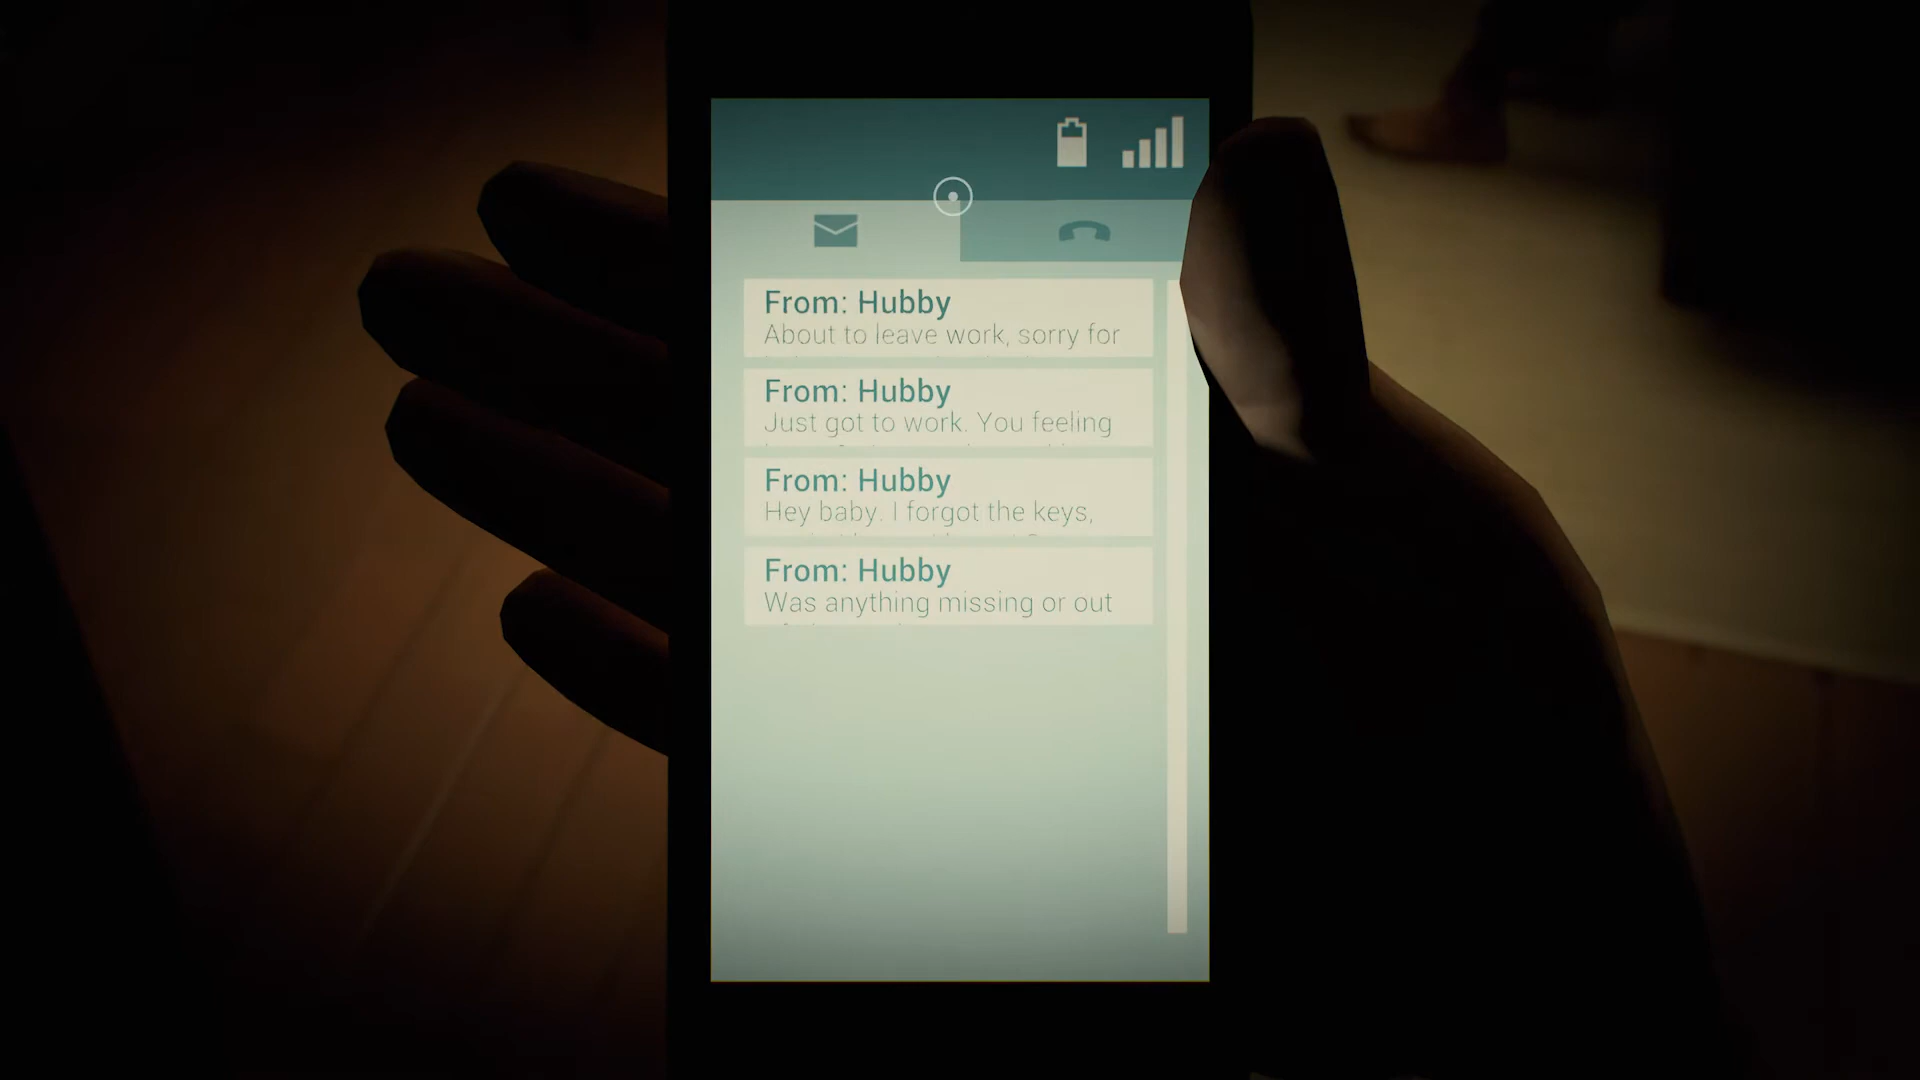 From: Hubby
About to leave work, sorry for
From: Hubby
Just got to work. You feeling
From: Hubby
Hey baby. I forgot the keys,
From: Hubby
Was anything missing or out